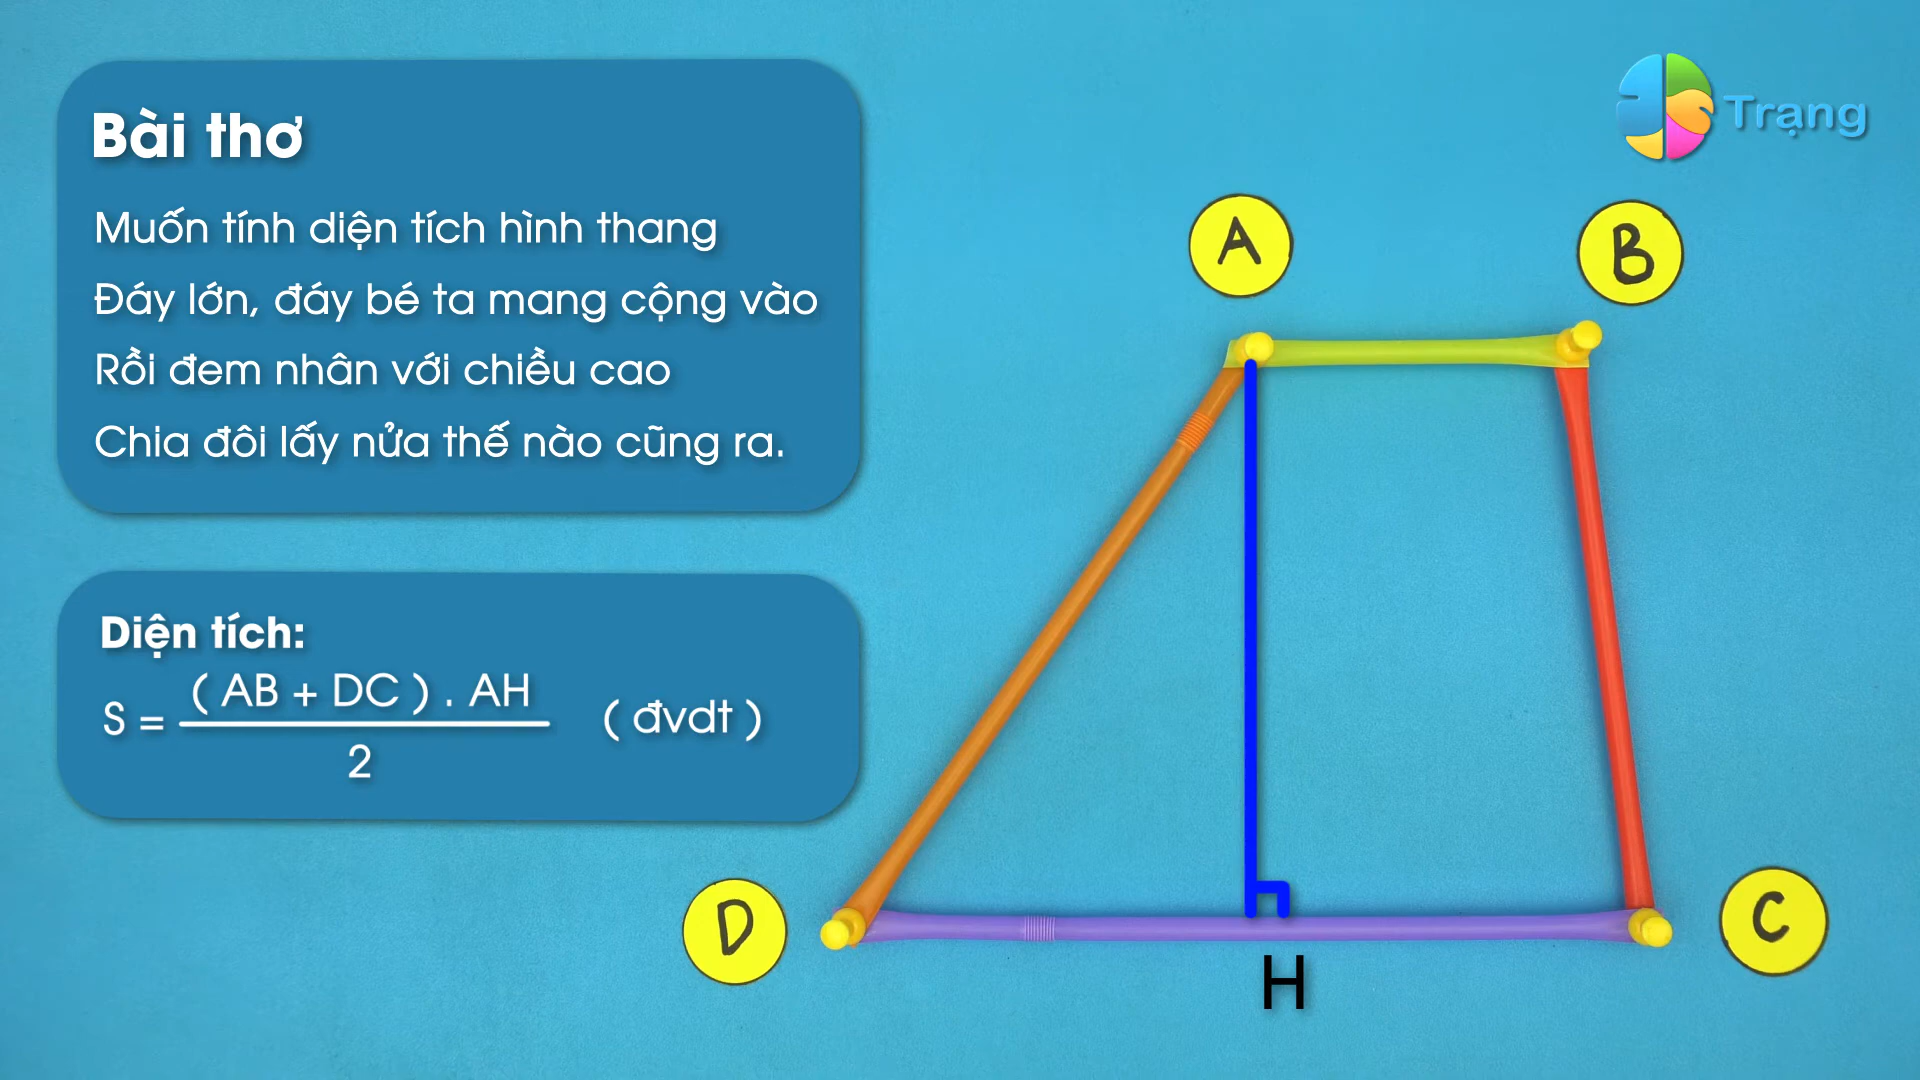 Bài thơ
Muốn tính diện tích hình thang
Đáy lớn, đáy bé ta mang cộng vào
Rồi đem nhân với chiều cao
Chia đôi lấy nửa thế nào cũng ra.
Diện tích:
S = ( AB + DC ) . AH / 2 ( đvdt )
Trạng
A
B
D
C
H